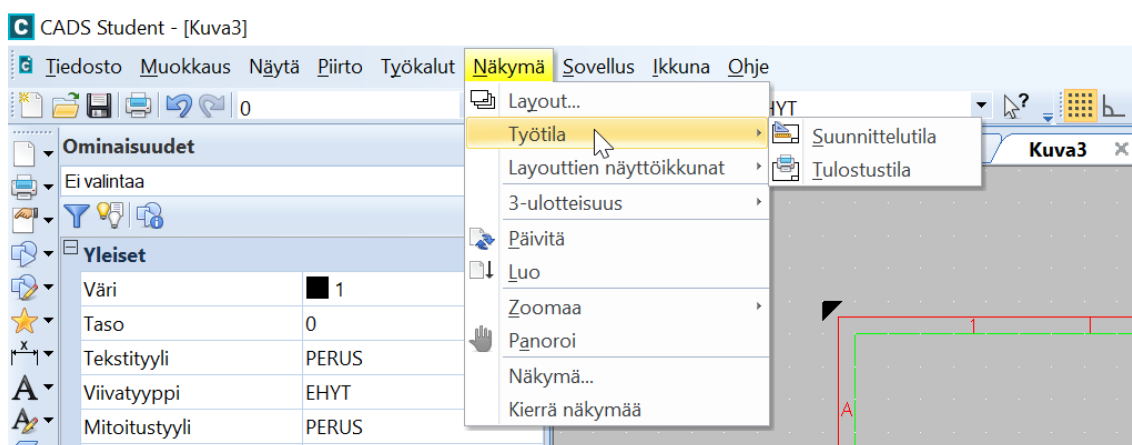 CADS Student - [Kuva3]
Tiedosto Muokkaus Näytä Piirto Työkalut Näkymä Sovellus Ikkuna Ohje
0
Layout...
HYT
Ominaisuudet
Työtila
Suunnittelutila
Kuva3
Ei valintaa
Layouttien näyttöikkunat
Tulostustila
3-ulotteisuus
Yleiset
Päivitä
Väri 1
Luo
Taso 0
Zoomaa
1
Tekstityyli PERUS
Panoroi
Viivatyyppi EHYT
Näkymä...
Mitoitustyyli PERUS
Kierrä näkymää
A